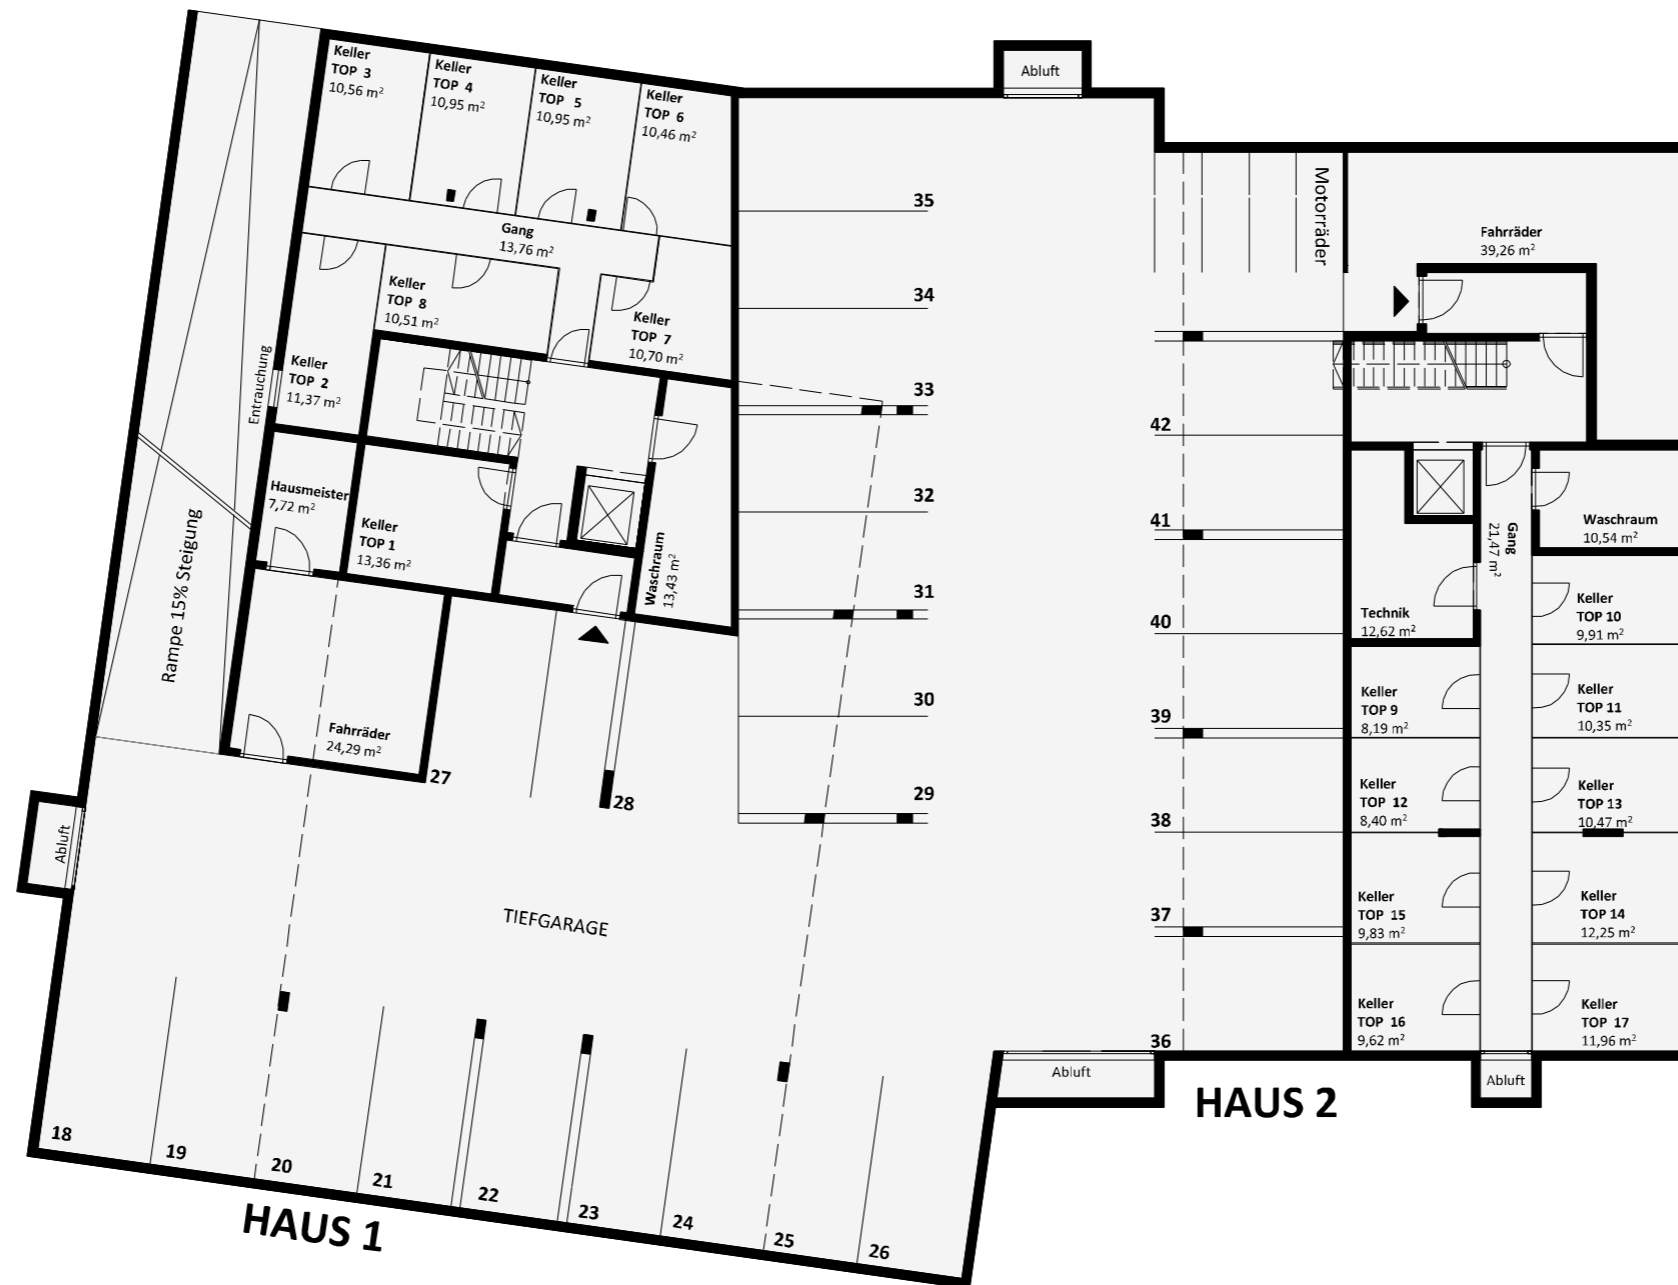 Keller
TOP 3
10,56 m²
Keller
TOP 4
10,95 m²
Keller
TOP 5
10,95 m²
Keller
TOP 6
10,46 m²
Gang
13,76 m²
Keller
TOP 8
10,51 m²
Keller
TOP 7
10,70 m²
Keller
TOP 2
11,37 m²
Entrauchung
Hausmeister
7,72 m²
Keller
TOP 1
13,36 m²
Waschraum
13,43 m²
Rampe 15% Steigung
Fahrräder
24,29 m²
Abluft
TIEFGARAGE
27
28
18
19
20
21
22
23
24
25
26
HAUS 1
Abluft
35
34
33
32
31
30
29
Motorräder
Fahrräder
39,26 m²
42
41
40
39
38
37
36
Abluft
HAUS 2
Gang
21,47 m²
Waschraum
10,54 m²
Technik
12,62 m²
Keller
TOP 10
9,91 m²
Keller
TOP 9
8,19 m²
Keller
TOP 11
10,35 m²
Keller
TOP 12
8,40 m²
Keller
TOP 13
10,47 m²
Keller
TOP 15
9,83 m²
Keller
TOP 14
12,25 m²
Keller
TOP 16
9,62 m²
Keller
TOP 17
11,96 m²
Abluft